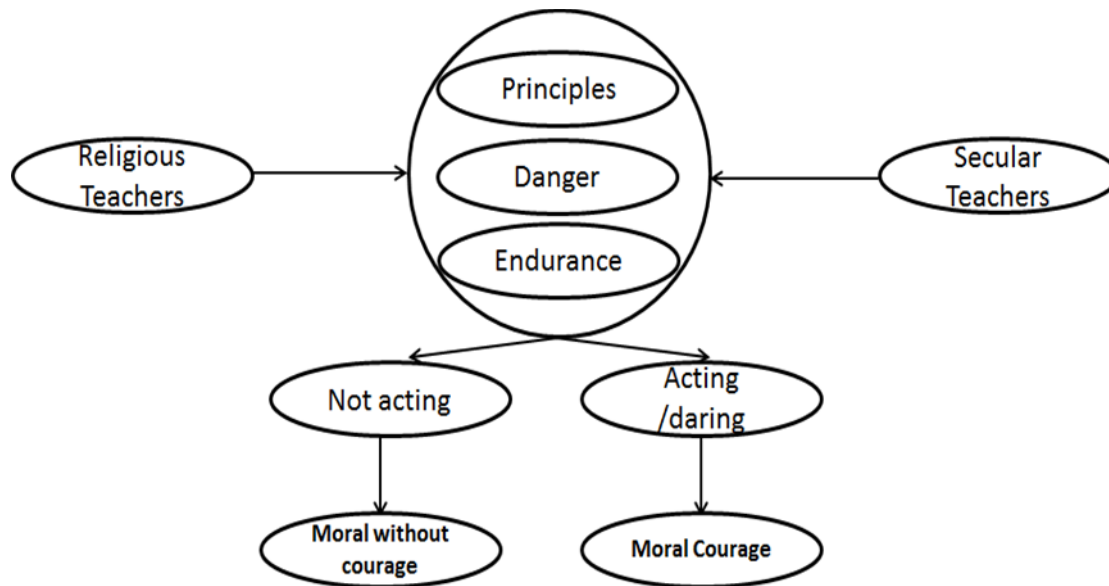 Principles
Religious
Teachers
Danger
Secular
Teachers
Endurance
Not acting
Acting
/daring
Moral without
courage
Moral Courage